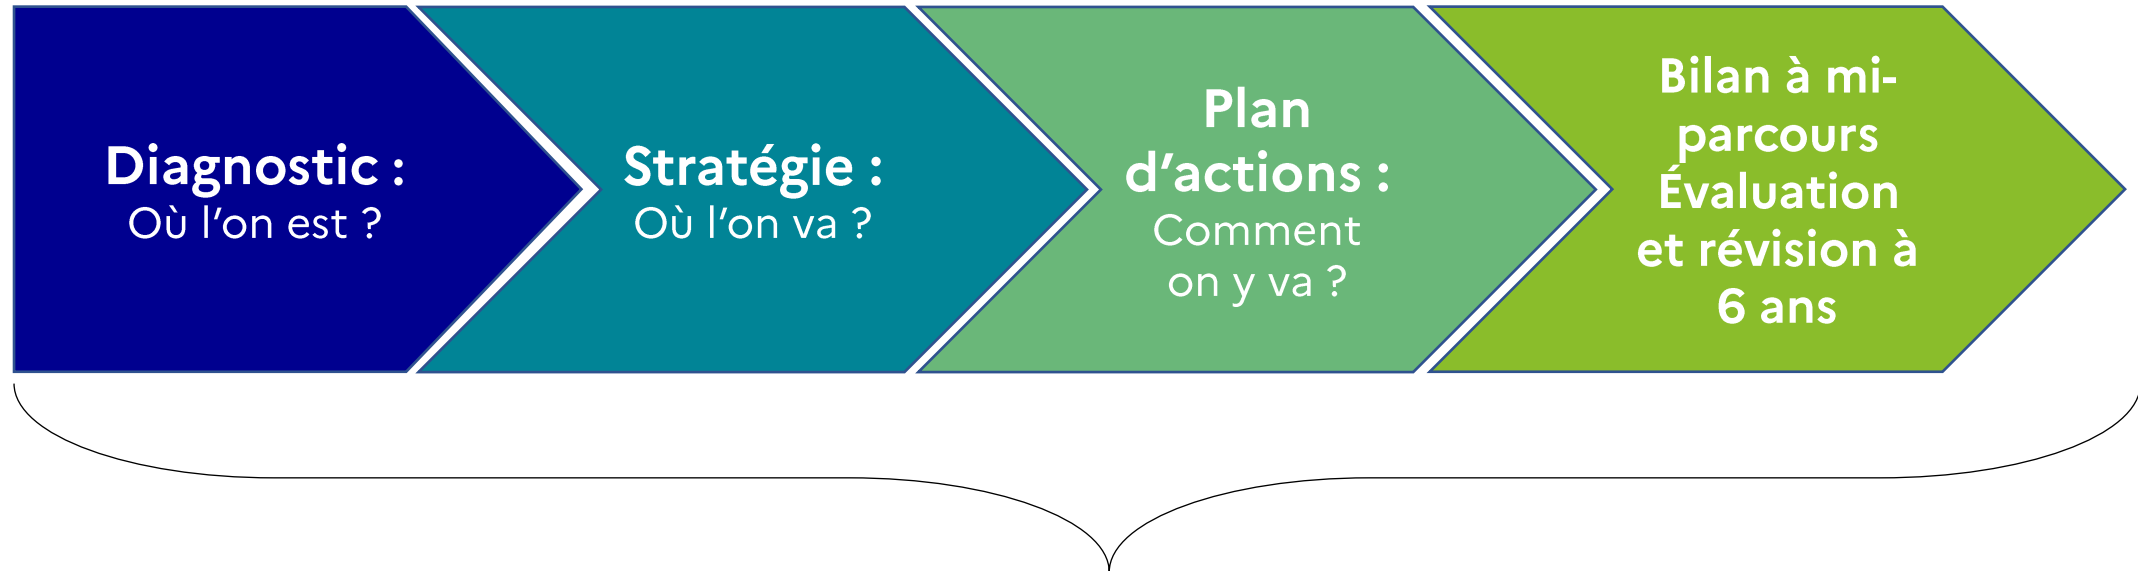 Diagnostic :
Où l’on est ?
Stratégie :
Où l’on va ?
Plan
d’actions :
Comment
on y va ?
Bilan à mi-
parcours
Évaluation
et révision à
6 ans